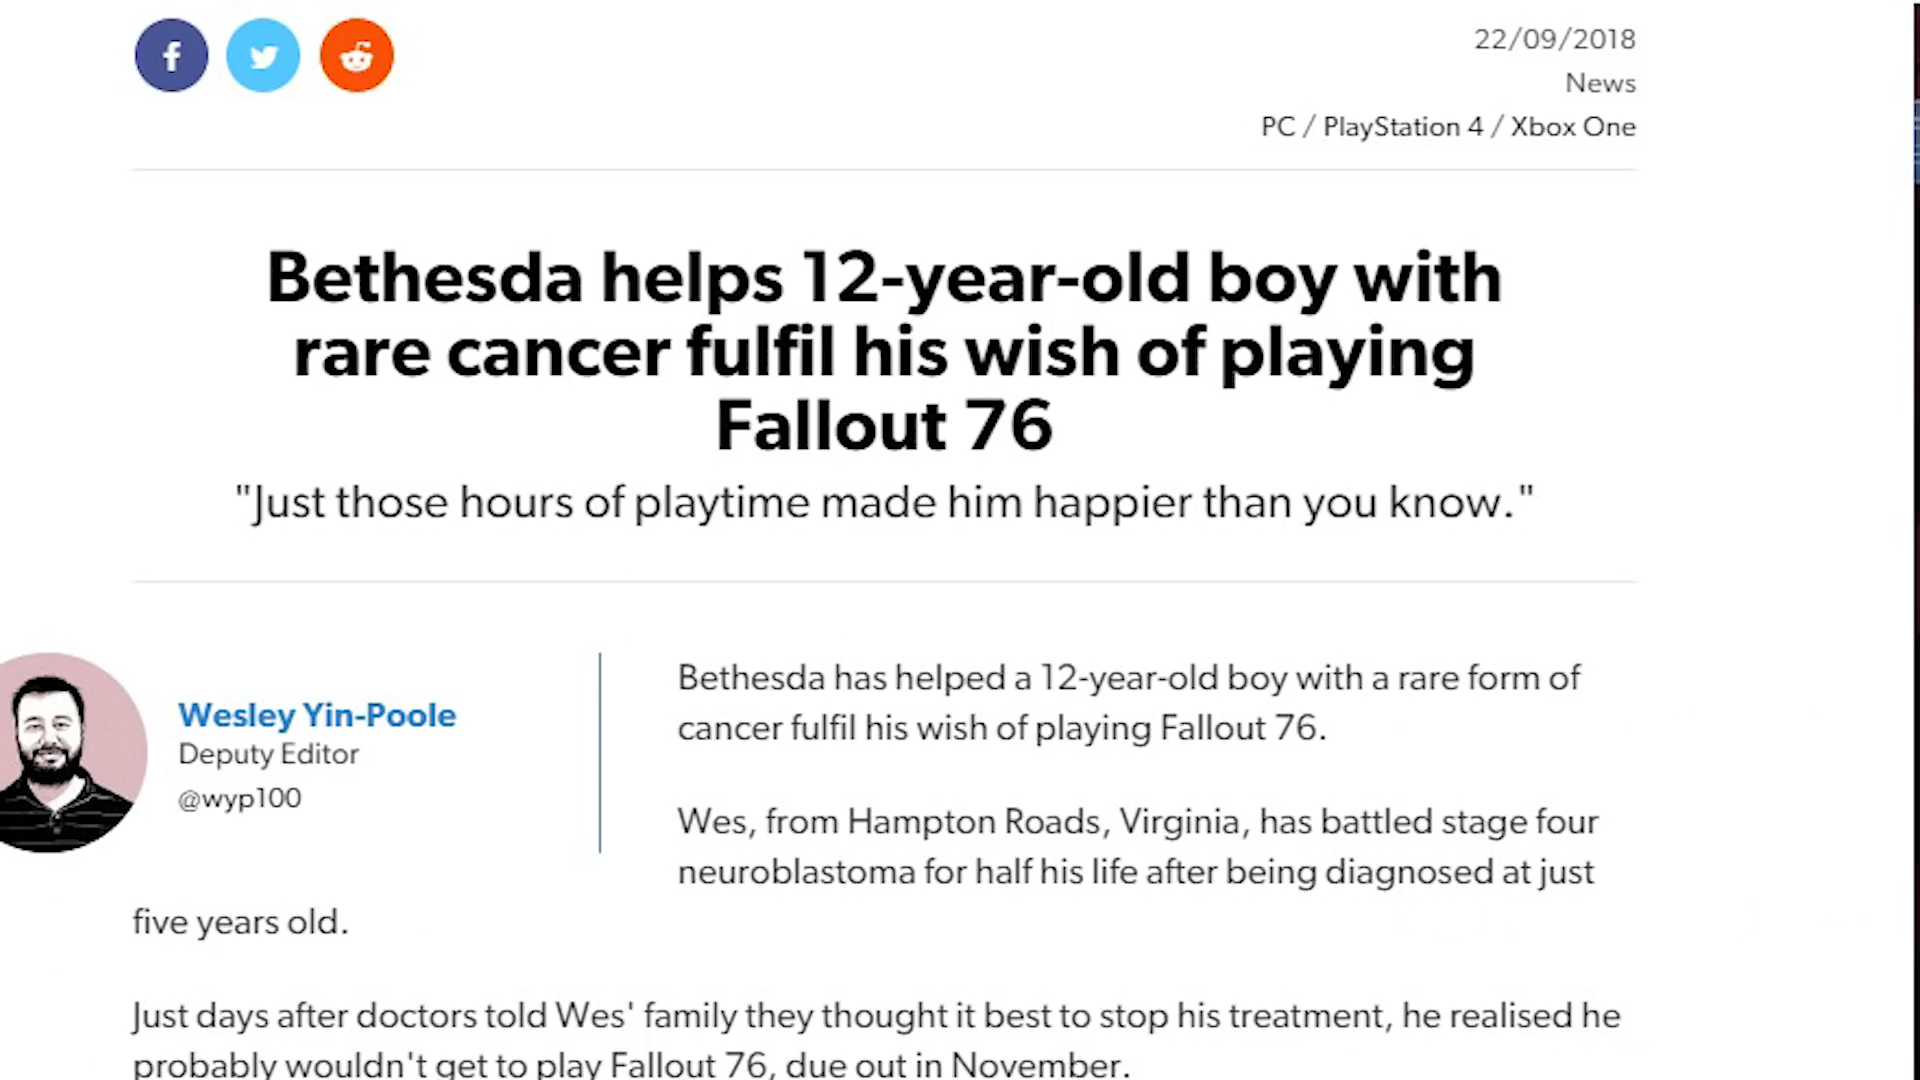 22/09/2018
News
PC / PlayStation 4 / Xbox One
Bethesda helps 12-year-old boy with
rare cancer fulfil his wish of playing
Fallout 76
"Just those hours of playtime made him happier than you know."
Wesley Yin-Poole
Deputy Editor
@wyp100
Bethesda has helped a 12-year-old boy with a rare form of
cancer fulfil his wish of playing Fallout 76.
Wes, from Hampton Roads, Virginia, has battled stage four
neuroblastoma for half his life after being diagnosed at just
five years old.
Just days after doctors told Wes' family they thought it best to stop his treatment, he realised he
probably wouldn't get to play Fallout 76, due out in November.